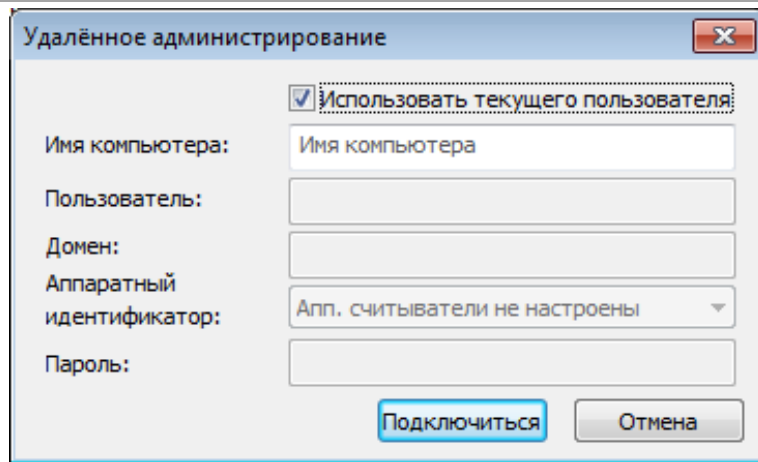 Удалённое администрирование
Использовать текущего пользователя
Имя компьютера: Имя компьютера
Пользователь:
Домен:
Аппаратный
идентификатор: Апп. считыватели не настроены
Пароль:
Подключиться Отмена